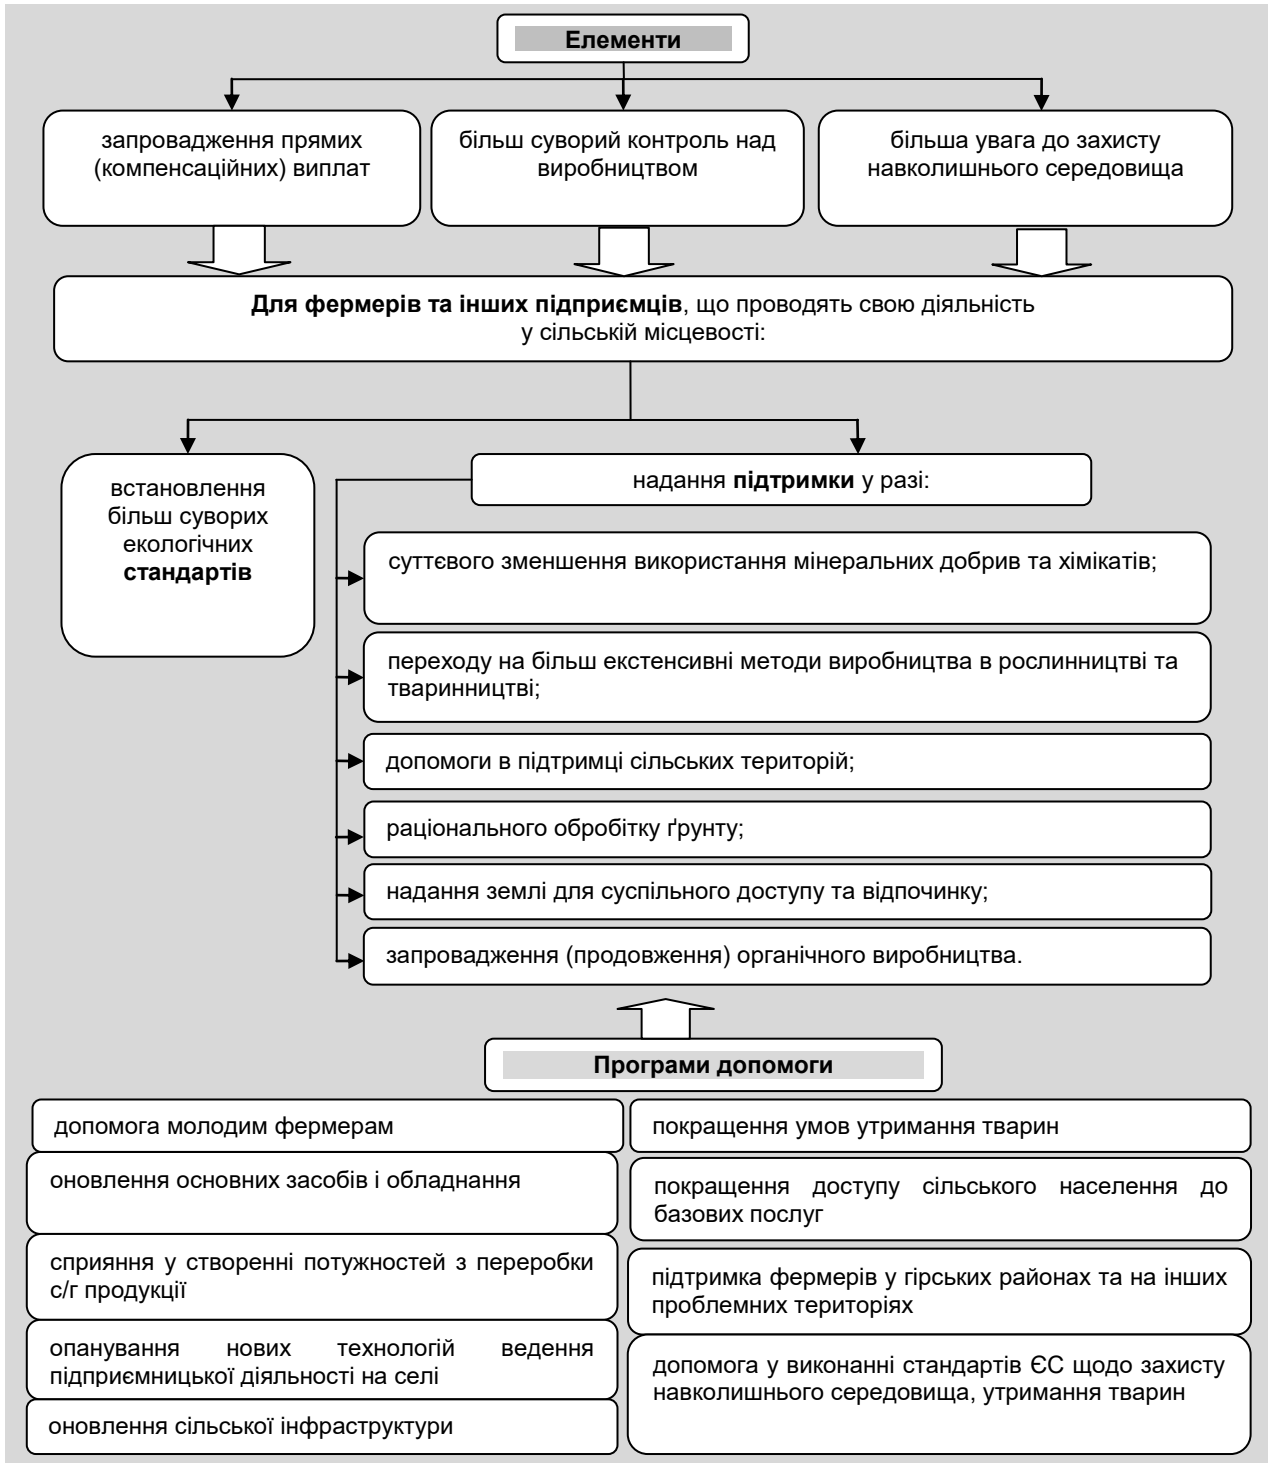 Елементи
запровадження прямих
(компенсаційних) виплат
більш суворий контроль над
виробництвом
більша увага до захисту
навколишнього середовища
Для фермерів та інших підприємців, що проводять свою діяльність
у сільській місцевості:
встановлення
більш суворих
екологічних
стандартів
надання підтримки у разі:
суттєвого зменшення використання мінеральних добрив та хімікатів;
переходу на більш екстенсивні методи виробництва в рослинництві та
тваринництві;
допомоги в підтримці сільських територій;
раціонального обробітку ґрунту;
надання землі для суспільного доступу та відпочинку;
запровадження (продовження) органічного виробництва.
Програми допомоги
допомога молодим фермерам
оновлення основних засобів і обладнання
сприяння у створенні потужностей з переробки
с/г продукції
опанування нових технологій ведення
підприємницької діяльності на селі
оновлення сільської інфраструктури
покращення умов утримання тварин
покращення доступу сільського населення до
базових послуг
підтримка фермерів у гірських районах та на інших
проблемних територіях
допомога у виконанні стандартів ЄС щодо захисту
навколишнього середовища, утримання тварин